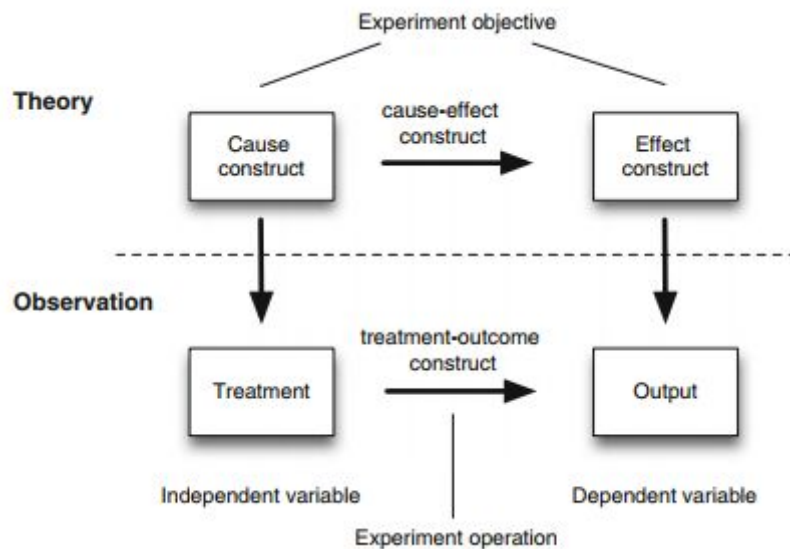 Experiment objective
Theory
cause-effect
construct
Cause
construct
Effect
construct
Observation
treatment-outcome
construct
Treatment
Output
Independent variable
Dependent variable
Experiment operation